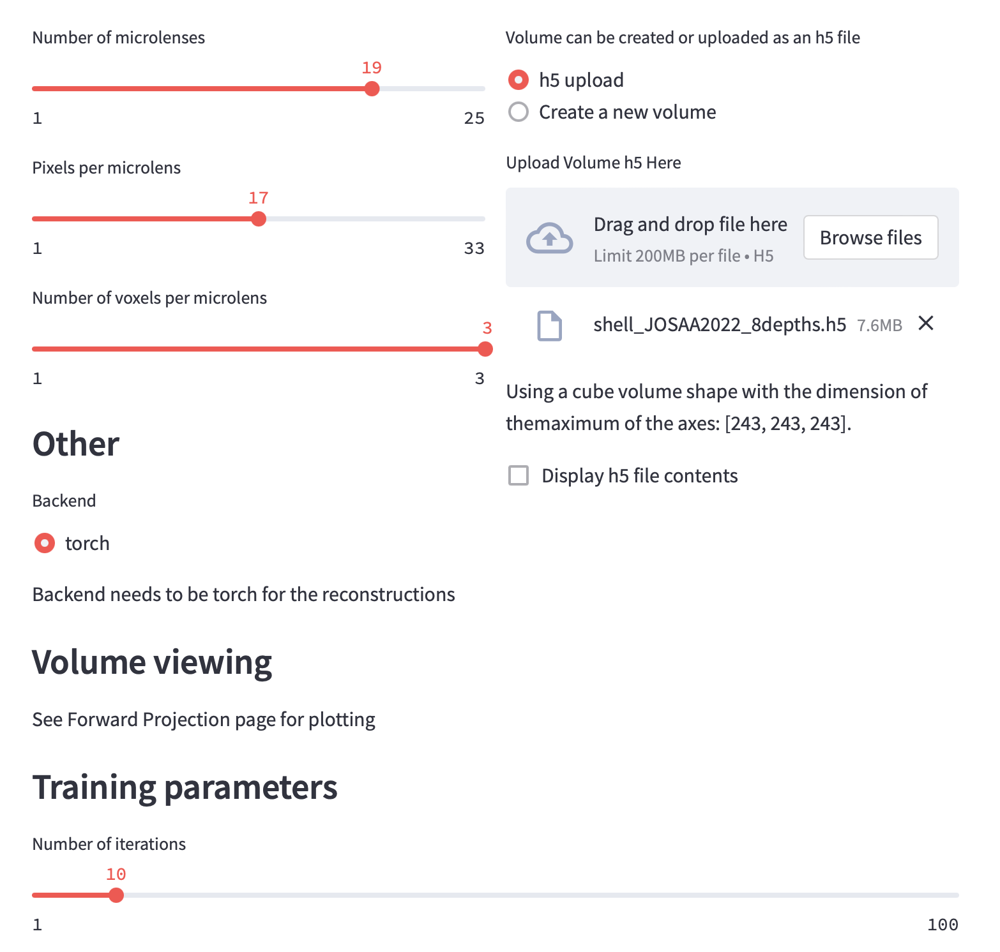 Number of microlenses
19
1
25
Pixels per microlens
17
1
33
Number of voxels per microlens
3
1
3
Other
Backend
torch
Backend needs to be torch for the reconstructions
Volume viewing
See Forward Projection page for plotting
Volume can be created or uploaded as an h5 file
h5 upload
Create a new volume
Upload Volume h5 Here
Drag and drop file here
Limit 200MB per file • H5
Browse files
shell_JOSAA2022_8depths.h5 7.6MB
Using a cube volume shape with the dimension of
themaximum of the axes: [243, 243, 243].
Display h5 file contents
Training parameters
Number of iterations
10
1
100